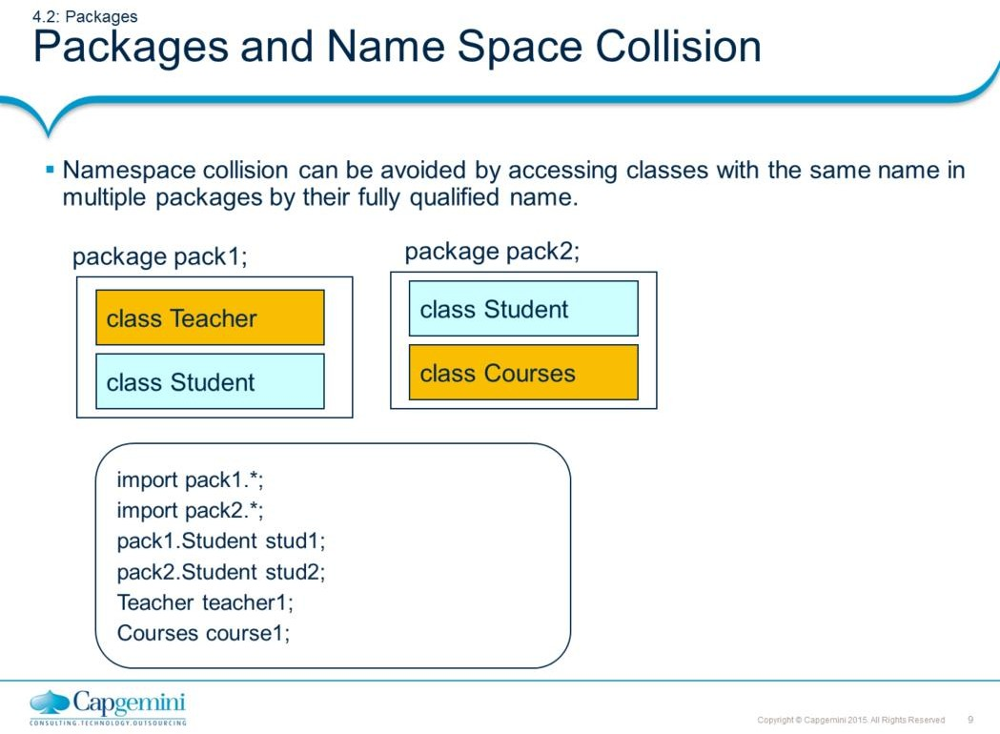 4.2: Packages
Packages and Name Space Collision
Namespace collision can be avoided by accessing classes with the same name in
multiple packages by their fully qualified name.
package pack1;
class Teacher
class Student
package pack2;
class Student
class Courses
import pack1.*;
import pack2.*;
pack1.Student stud1;
pack2.Student stud2;
Teacher teacher1;
Courses course1;
Capgemini
CONSULTING.TECHNOLOGY.OUTSOURCING
Copyright © Capgemini 2015. All Rights Reserved 9